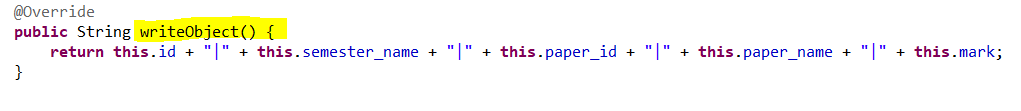 @Override
public String writeObject() {
return this.id + "|" + this.semester_name + "|" + this.paper_id + "|" + this.paper_name + "|" + this.mark;
}